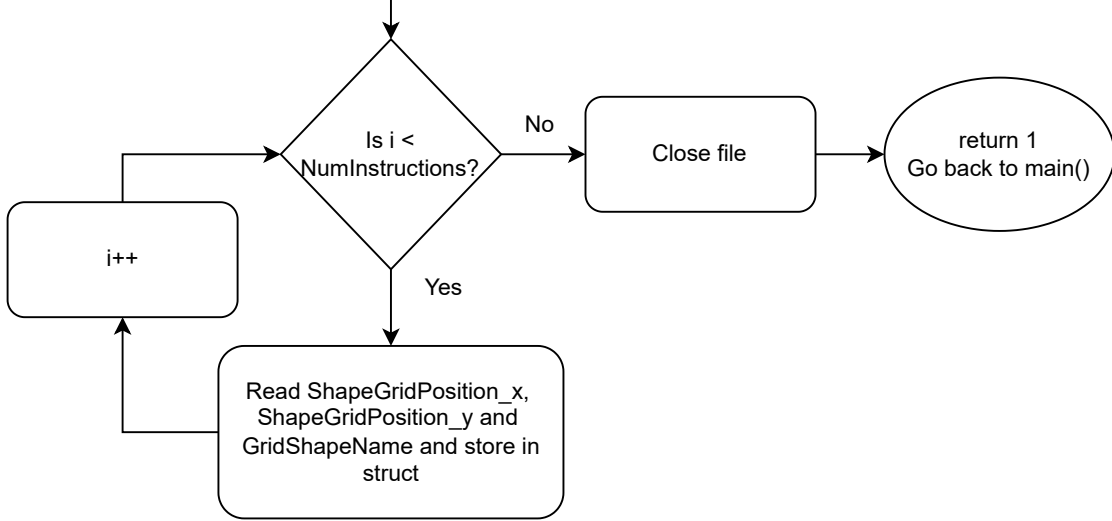 Is i <
NumInstructions?
No
Close file
return 1
Go back to main()
i++
Yes
Read ShapeGridPosition_x,
ShapeGridPosition_y and
GridShapeName and store in
struct